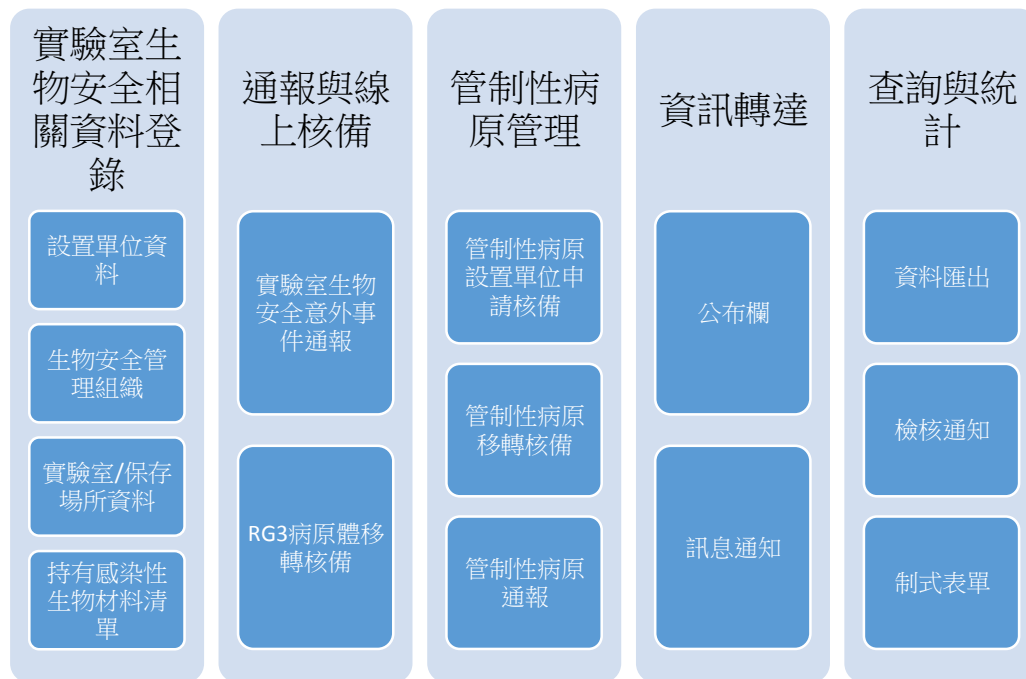 實驗室生
物安全相
關資料登
錄
設置單位資
料
生物安全管
理組織
實驗室/保存
場所資料
持有感染性
生物材料清
單
通報與線
上核備
實驗室生物
安全意外事
件通報
RG3病原體移
轉核備
管制性病
原管理
管制性病原
設置單位申
請核備
管制性病原
移轉核備
管制性病原
通報
資訊轉達
公布欄
訊息通知
查詢與統
計
資料匯出
檢核通知
制式表單